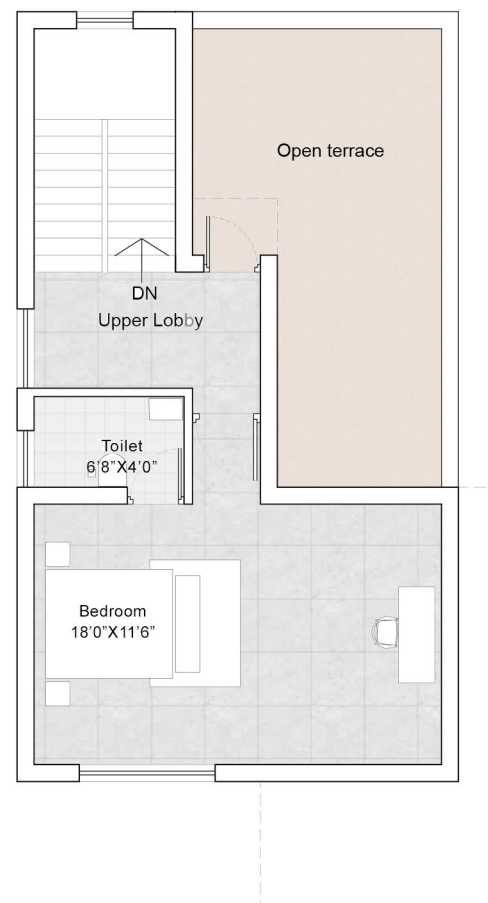 Open terrace
DN
Upper Lobby
Toilet
6'8"X4'0"
Bedroom
18'0"X11'6"